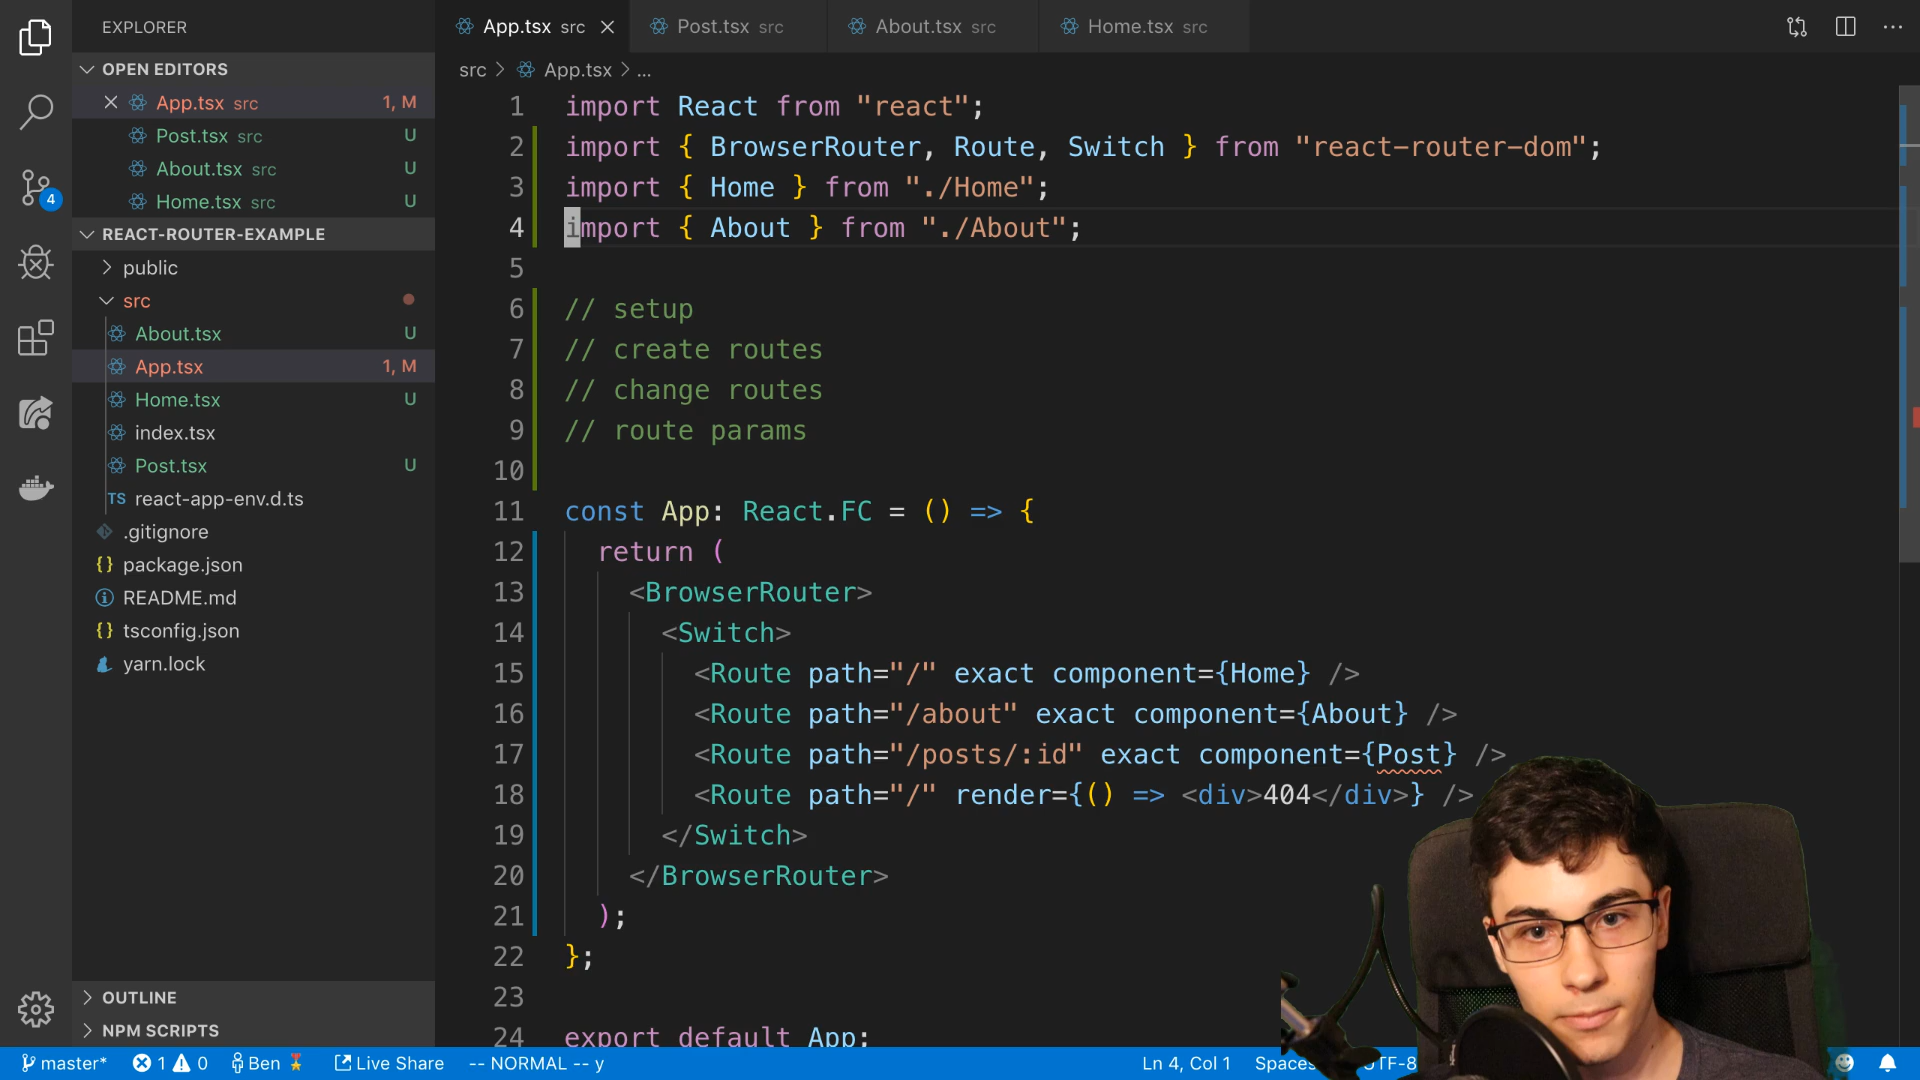 EXPLORER
OPEN EDITORS
App.tsx src 1, M
Post.tsx src U
About.tsx src U
Home.tsx src U
REACT-ROUTER-EXAMPLE
public
src
About.tsx U
App.tsx 1, M
Home.tsx U
index.tsx
Post.tsx U
TS react-app-env.d.ts
.gitignore
{} package.json
README.md
{} tsconfig.json
yarn.lock
OUTLINE
NPM SCRIPTS
4
App.tsx src
Post.tsx src
About.tsx src
Home.tsx src
src > App.tsx > ...
1 import React from "react";
2 import { BrowserRouter, Route, Switch } from "react-router-dom";
3 import { Home } from "./Home";
4 import { About } from "./About";
5
6 // setup
7 // create routes
8 // change routes
9 // route params
10
11 const App: React.FC = () => {
12 return (
13 <BrowserRouter>
14 <Switch>
15 <Route path="/" exact component={Home} />
16 <Route path="/about" exact component={About} />
17 <Route path="/posts/:id" exact component={Post} />
18 <Route path="/" render={() => <div>404</div>} />
19 </Switch>
20 </BrowserRouter>
21 );
22 };
23
24 export default App;
master* 1 0 Ben Live Share -- NORMAL -- y Ln 4, Col 1 Spaces UTF-8